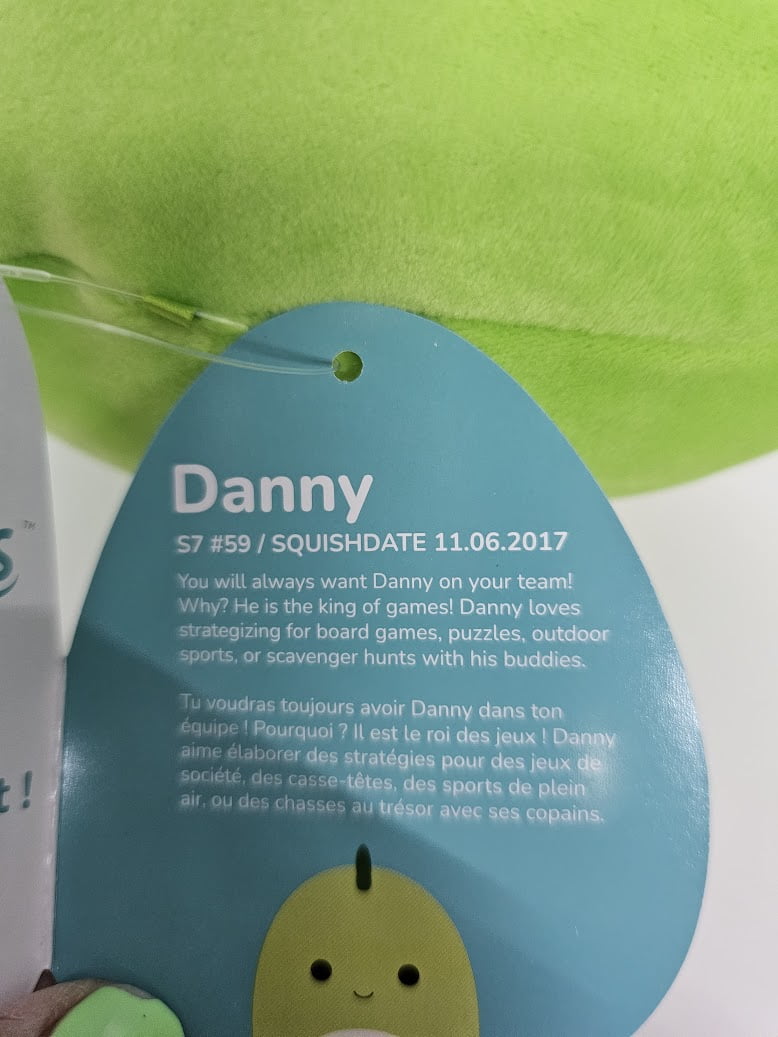 Danny
S7 #59 / SQUISHDATE 11.06.2017
You will always want Danny on your team!
Why? He is the king of games! Danny loves
strategizing for board games, puzzles, outdoor
sports, or scavenger hunts with his buddies.
Tu voudras toujours avoir Danny dans ton
équipe ! Pourquoi ? Il est le roi des jeux ! Danny
aime élaborer des stratégies pour des jeux de
société, des casse-têtes, des sports de plein
air, ou des chasses au trésor avec ses copains.